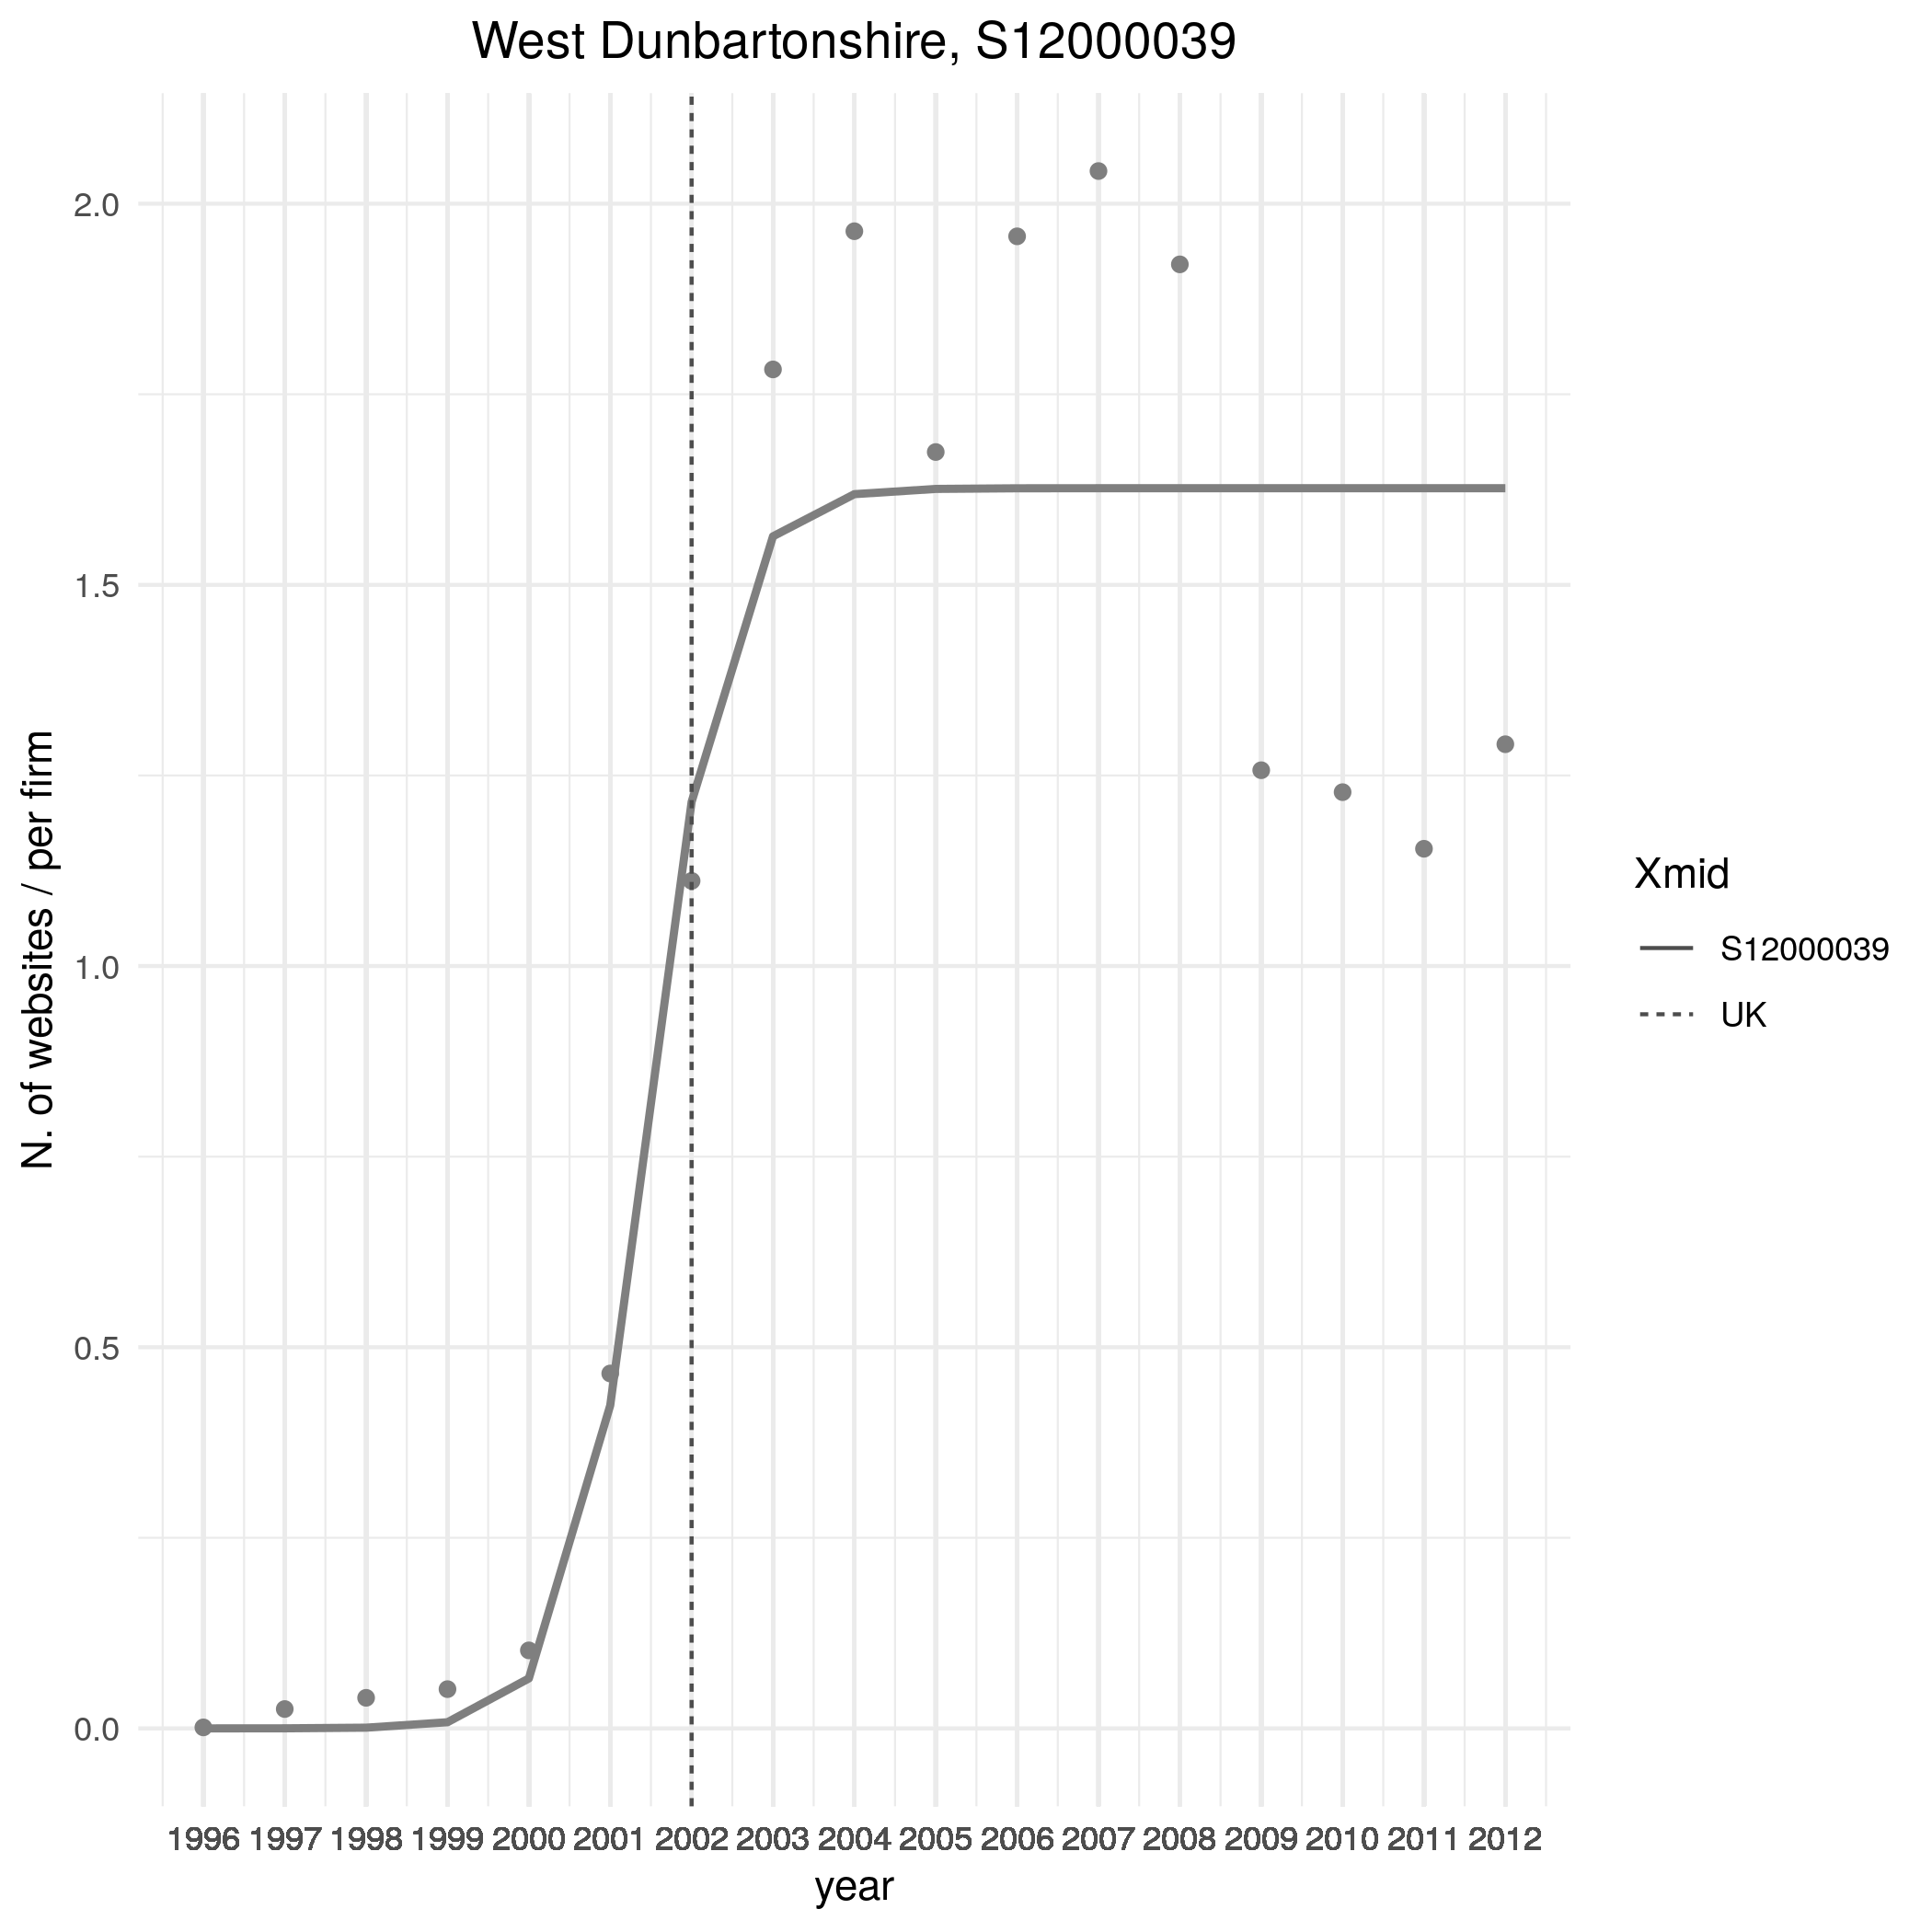 West Dunbartonshire, S12000039
N. of websites / per firm
2.0
1.5
1.0
0.5
0.0
1996 1997 1998 1999 2000 2001 2002 2003 2004 2005 2006 2007 2008 2009 2010 2011 2012
year
Xmid
S12000039
UK